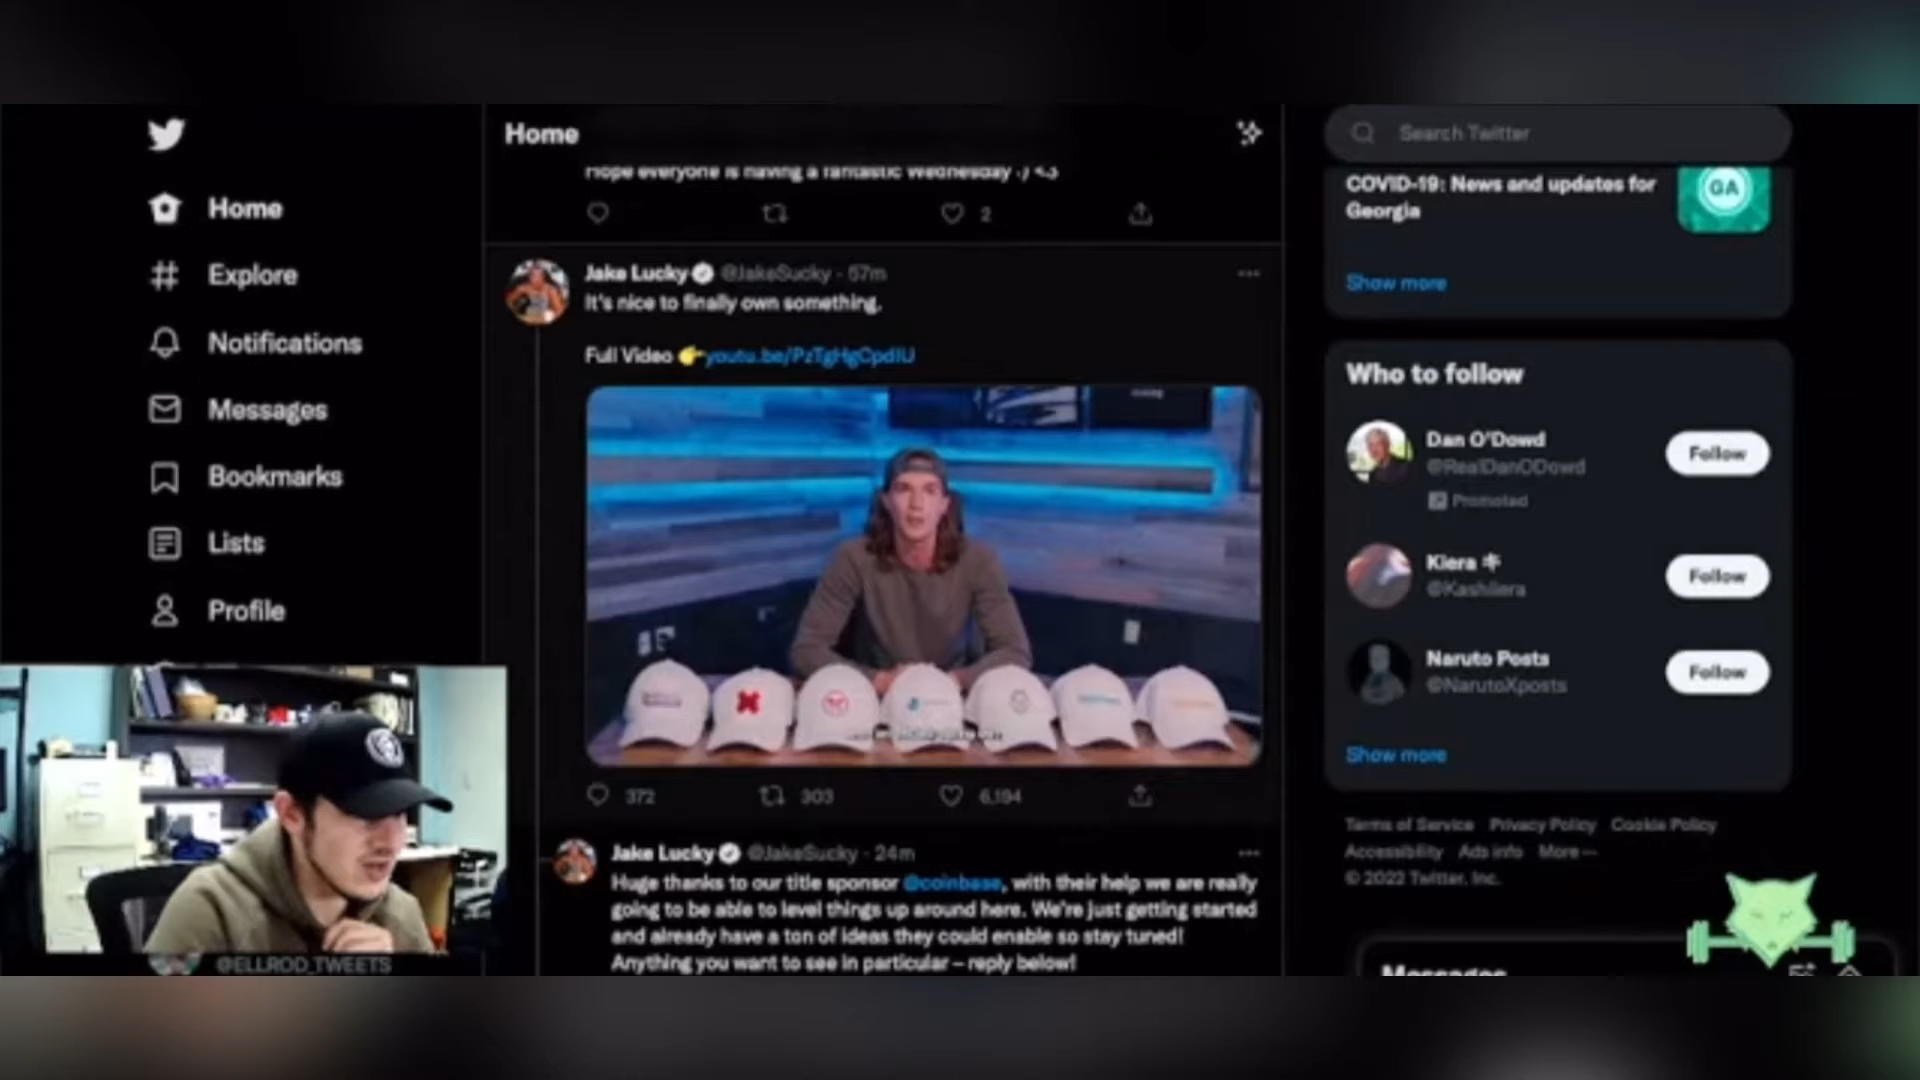 Home
Explore
Notifications
Messages
Bookmarks
Lists
Profile
@ELLROD_TWEETS
Home
Hope everyone is having a fantastic Wednesday :) <3
2
Jake Lucky @JakeSucky · 57m
It's nice to finally own something.
Full Video 👉youtu.be/PzTgHgCpdlU
372
303
6,194
Jake Lucky @JakeSucky · 24m
Huge thanks to our title sponsor @coinbase, with their help we are really
going to be able to level things up around here. We're just getting started
and already have a ton of ideas they could enable so stay tuned!
Anything you want to see in particular – reply below!
Search Twitter
COVID-19: News and updates for
Georgia
GA
Show more
Who to follow
Dan O'Dowd
@RealDanODowd
Promoted
Follow
Kiera キ
@Kashliera
Follow
Naruto Posts
@NarutoXposts
Follow
Show more
Terms of Service Privacy Policy Cookie Policy
Accessibility Ads info More ···
© 2022 Twitter, Inc.
Messages